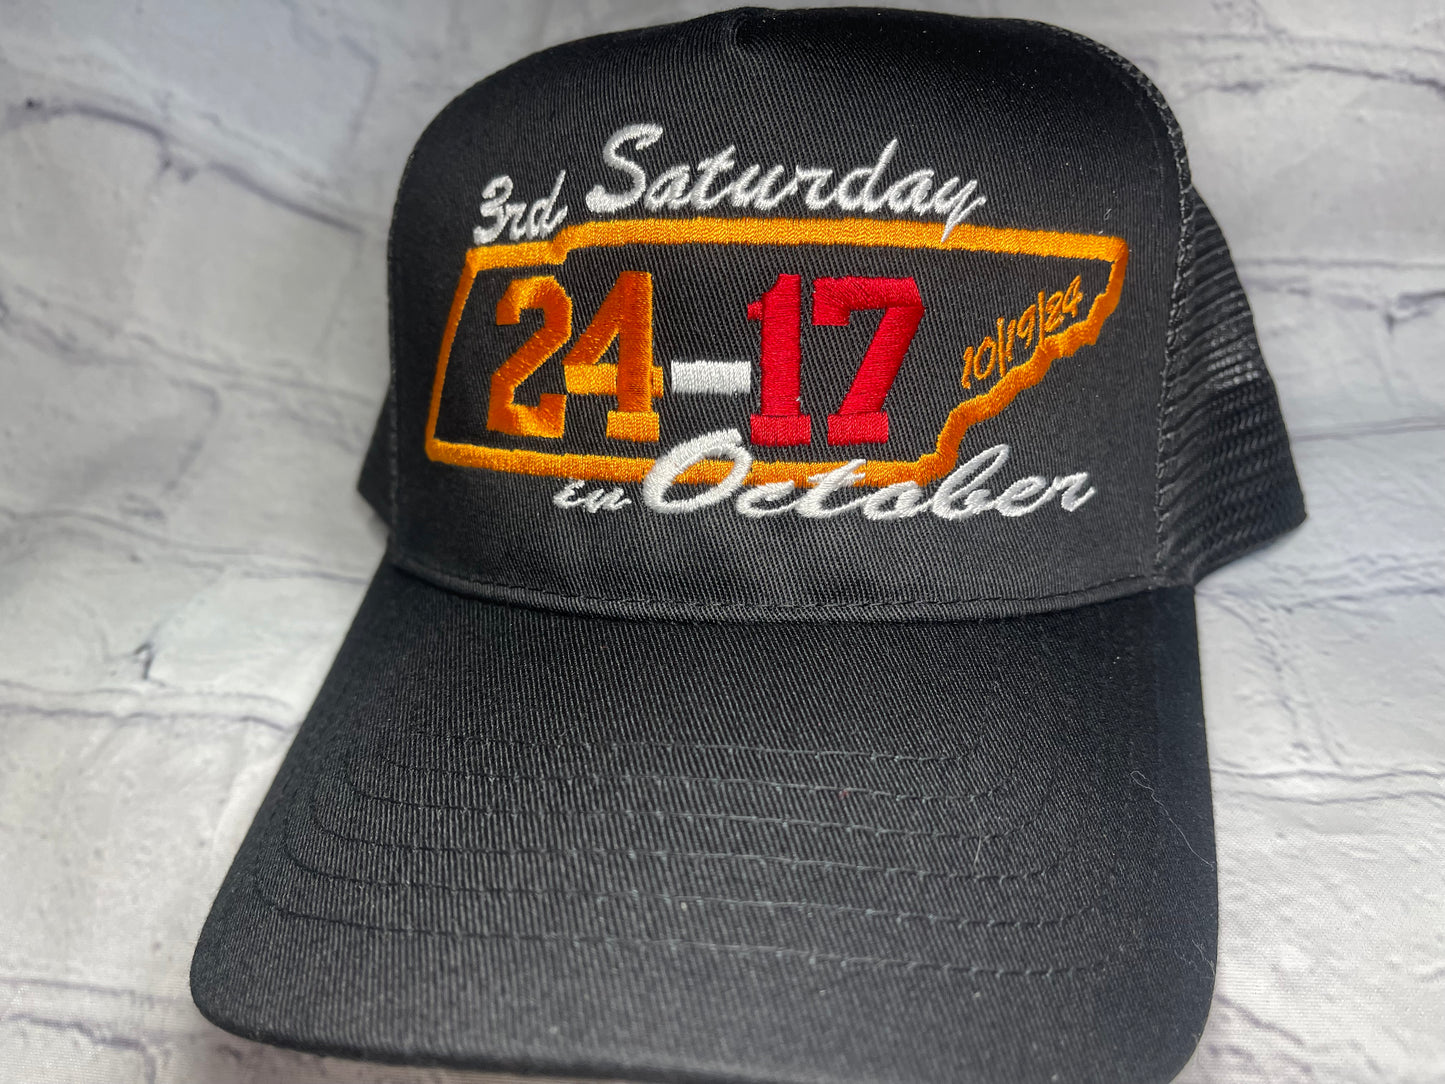 3rd Saturday
24-17
10/19/24
in October